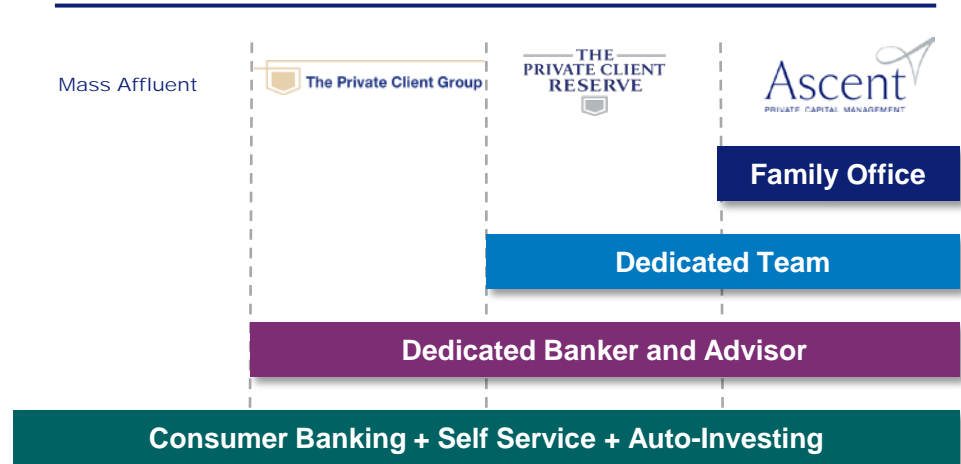 Mass Affluent
The Private Client Group
THE
PRIVATE CLIENT
RESERVE
Ascent
PRIVATE CAPITAL MANAGEMENT
Family Office
Dedicated Team
Dedicated Banker and Advisor
Consumer Banking + Self Service + Auto-Investing